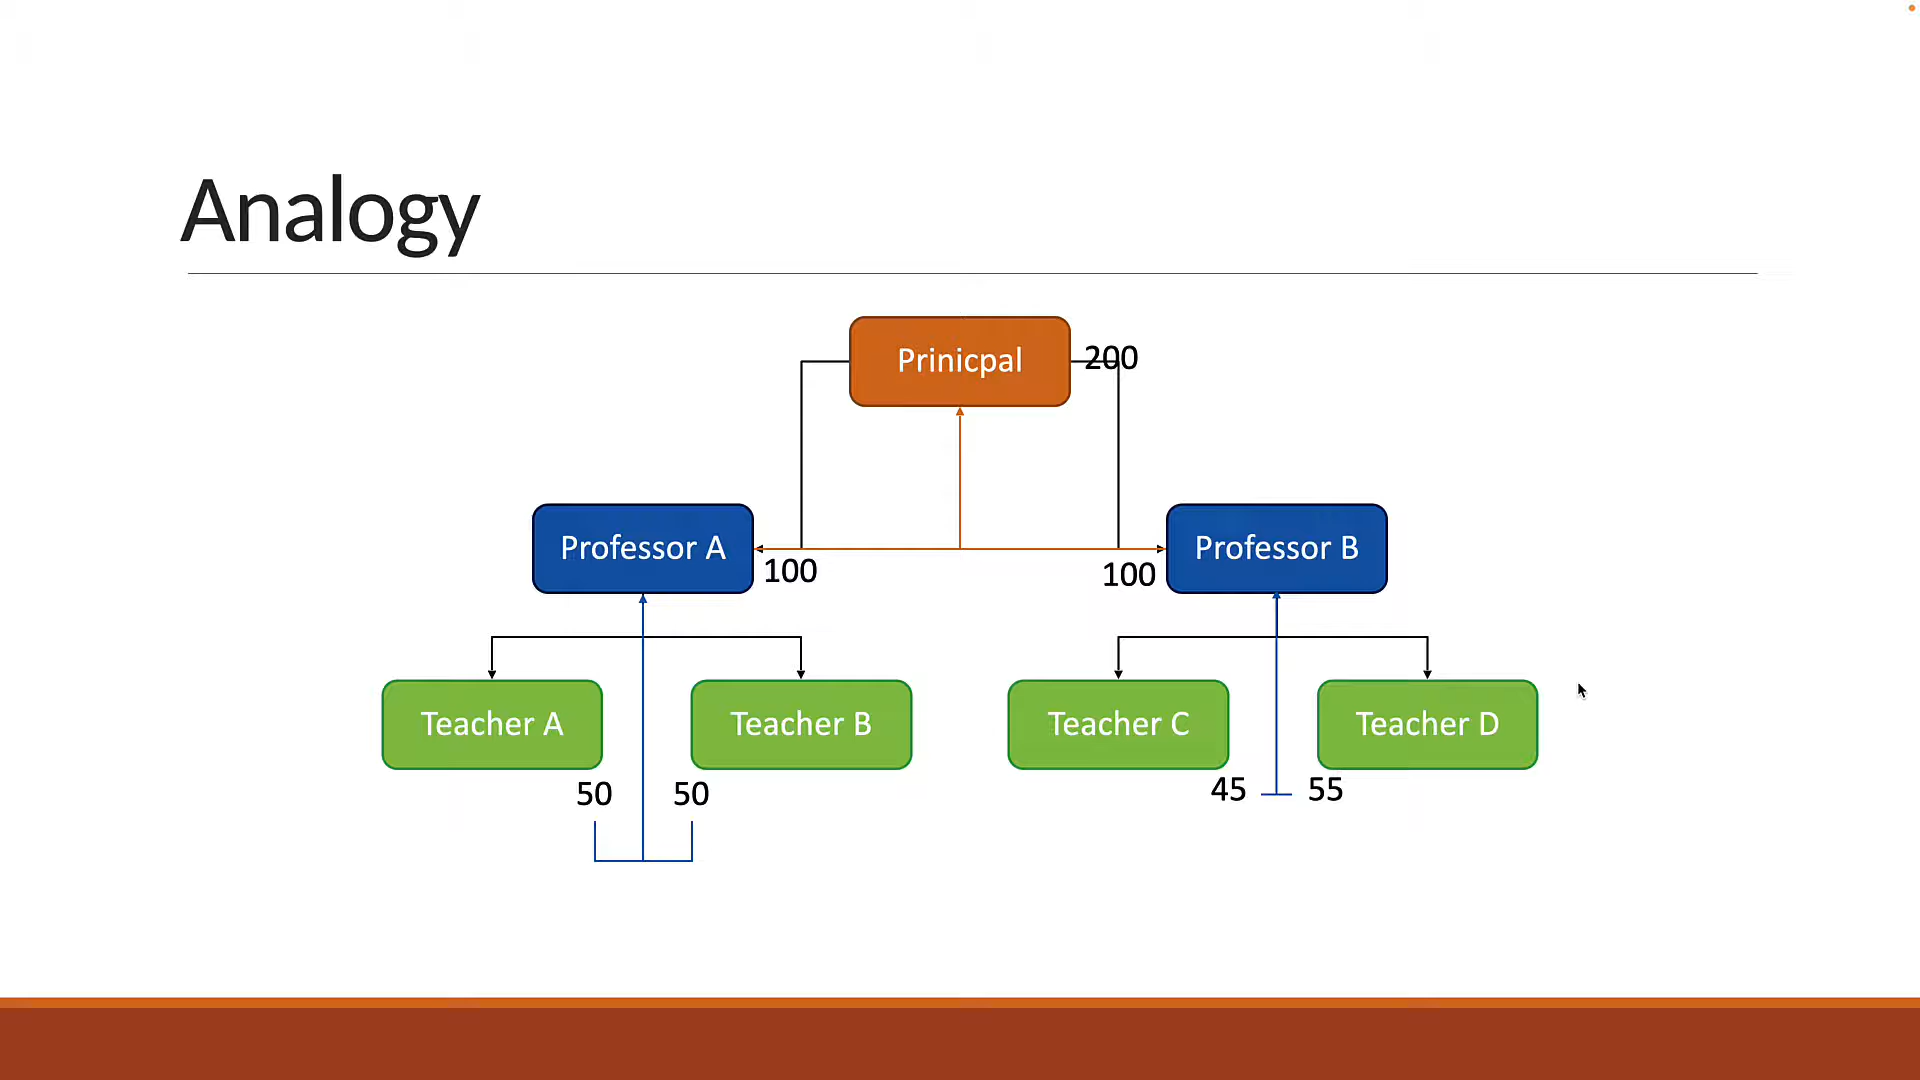 Analogy
Prinicpal
200
Professor A
100
100
Professor B
Teacher A
Teacher B
Teacher C
Teacher D
50
50
45
55